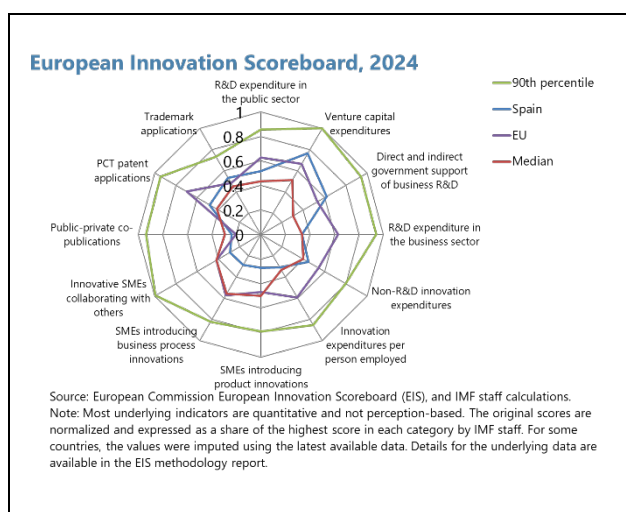 European Innovation Scoreboard, 2024
R&D expenditure in
the public sector
Venture capital
expenditures
Direct and indirect
government support
of business R&D
R&D expenditure in
the business sector
Non-R&D innovation
expenditures
Innovation
expenditures per
person employed
SMEs introducing
product innovations
SMEs introducing
business process
innovations
Innovative SMEs
collaborating with
others
Public-private co-
publications
PCT patent
applications
Trademark
applications
1
0.8
0.6
0.4
0.2
0
90th percentile
Spain
EU
Median
Source: European Commission European Innovation Scoreboard (EIS), and IMF staff calculations.
Note: Most underlying indicators are quantitative and not perception-based. The original scores are
normalized and expressed as a share of the highest score in each category by IMF staff. For some
countries, the values were imputed using the latest available data. Details for the underlying data are
available in the EIS methodology report.